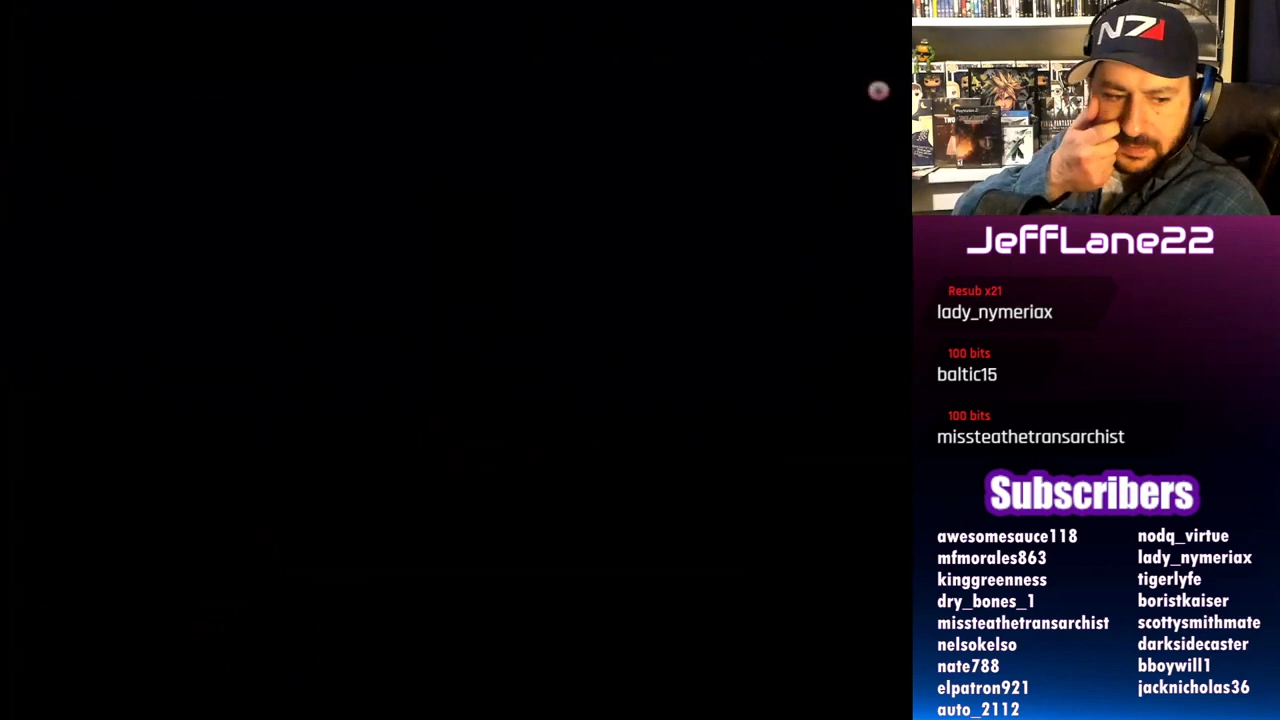 N7
JeffLane22
Resub x21
lady_nymeriax
100 bits
baltic15
100 bits
missteathetransarchist
Subscribers
awesomesauce118
mfmorales863
kinggreenness
dry_bones_1
missteathetransarchist
nelsokelso
nate788
elpatron921
auto_2112
nodq_virtue
lady_nymeriax
tigerlyfe
boristkaiser
scottysmithmate
darksidecaster
bboywill1
jacknicholas36